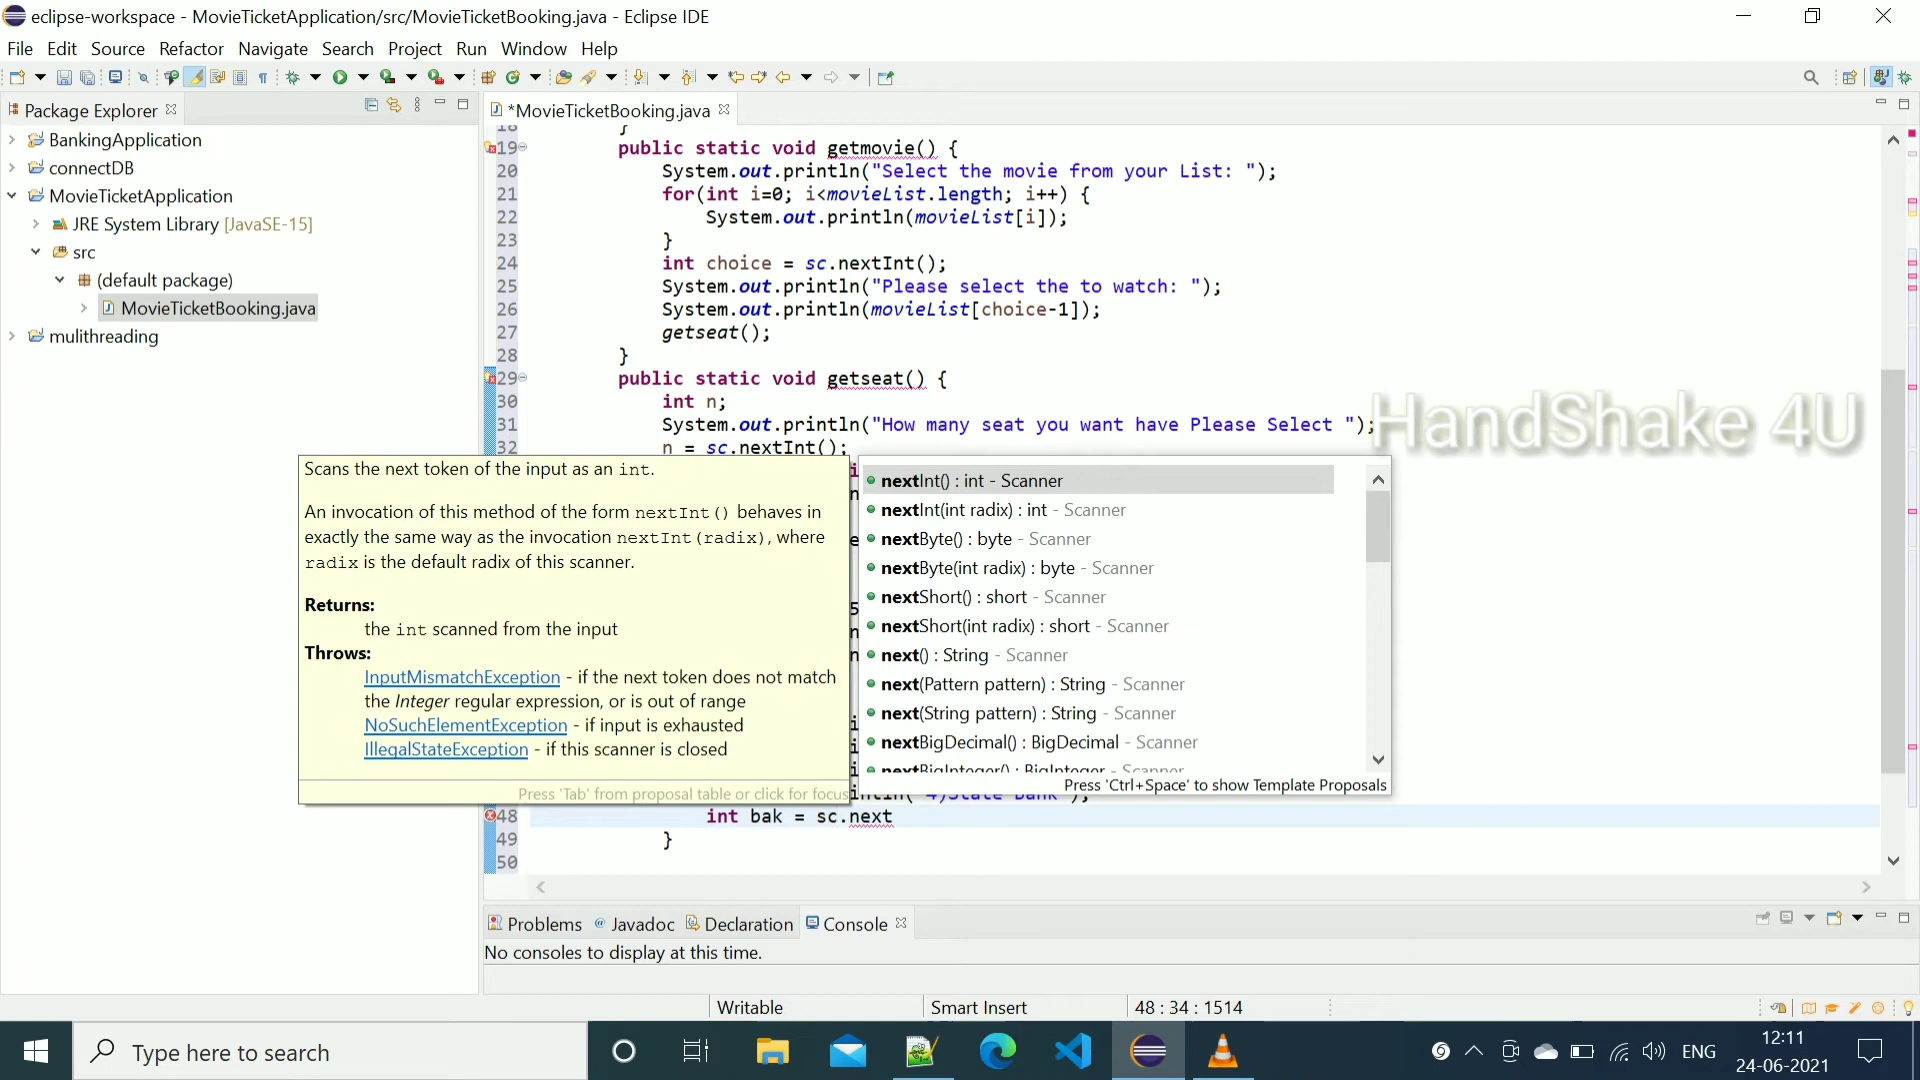 eclipse-workspace - MovieTicketApplication/src/MovieTicketBooking.java - Eclipse IDE
File Edit Source Refactor Navigate Search Project Run Window Help
Package Explorer
BankingApplication
connectDB
MovieTicketApplication
JRE System Library [JavaSE-15]
src
(default package)
MovieTicketBooking.java
mulithreading
*MovieTicketBooking.java
18 }
19 public static void getmovie() {
20 System.out.println("Select the movie from your List: ");
21 for(int i=0; i<movieList.length; i++) {
22 System.out.println(movieList[i]);
23 }
24 int choice = sc.nextInt();
25 System.out.println("Please select the to watch: ");
26 System.out.println(movieList[choice-1]);
27 getseat();
28 }
29 public static void getseat() {
30 int n;
31 System.out.println("How many seat you want have Please Select ");
32 n = sc.nextInt();
HandShake 4U
Scans the next token of the input as an int.
An invocation of this method of the form nextInt() behaves in
exactly the same way as the invocation nextInt(radix), where
radix is the default radix of this scanner.
Returns:
the int scanned from the input
Throws:
InputMismatchException - if the next token does not match
the Integer regular expression, or is out of range
NoSuchElementException - if input is exhausted
IllegalStateException - if this scanner is closed
Press 'Tab' from proposal table or click for focus
nextInt() : int - Scanner
nextInt(int radix) : int - Scanner
nextByte() : byte - Scanner
nextByte(int radix) : byte - Scanner
nextShort() : short - Scanner
nextShort(int radix) : short - Scanner
next() : String - Scanner
next(Pattern pattern) : String - Scanner
next(String pattern) : String - Scanner
nextBigDecimal() : BigDecimal - Scanner
nextBigInteger() : BigInteger - Scanner
Press 'Ctrl+Space' to show Template Proposals
48 int bak = sc.next
49 }
50
Problems Javadoc Declaration Console
No consoles to display at this time.
Writable Smart Insert 48 : 34 : 1514
Type here to search
ENG
12:11
24-06-2021